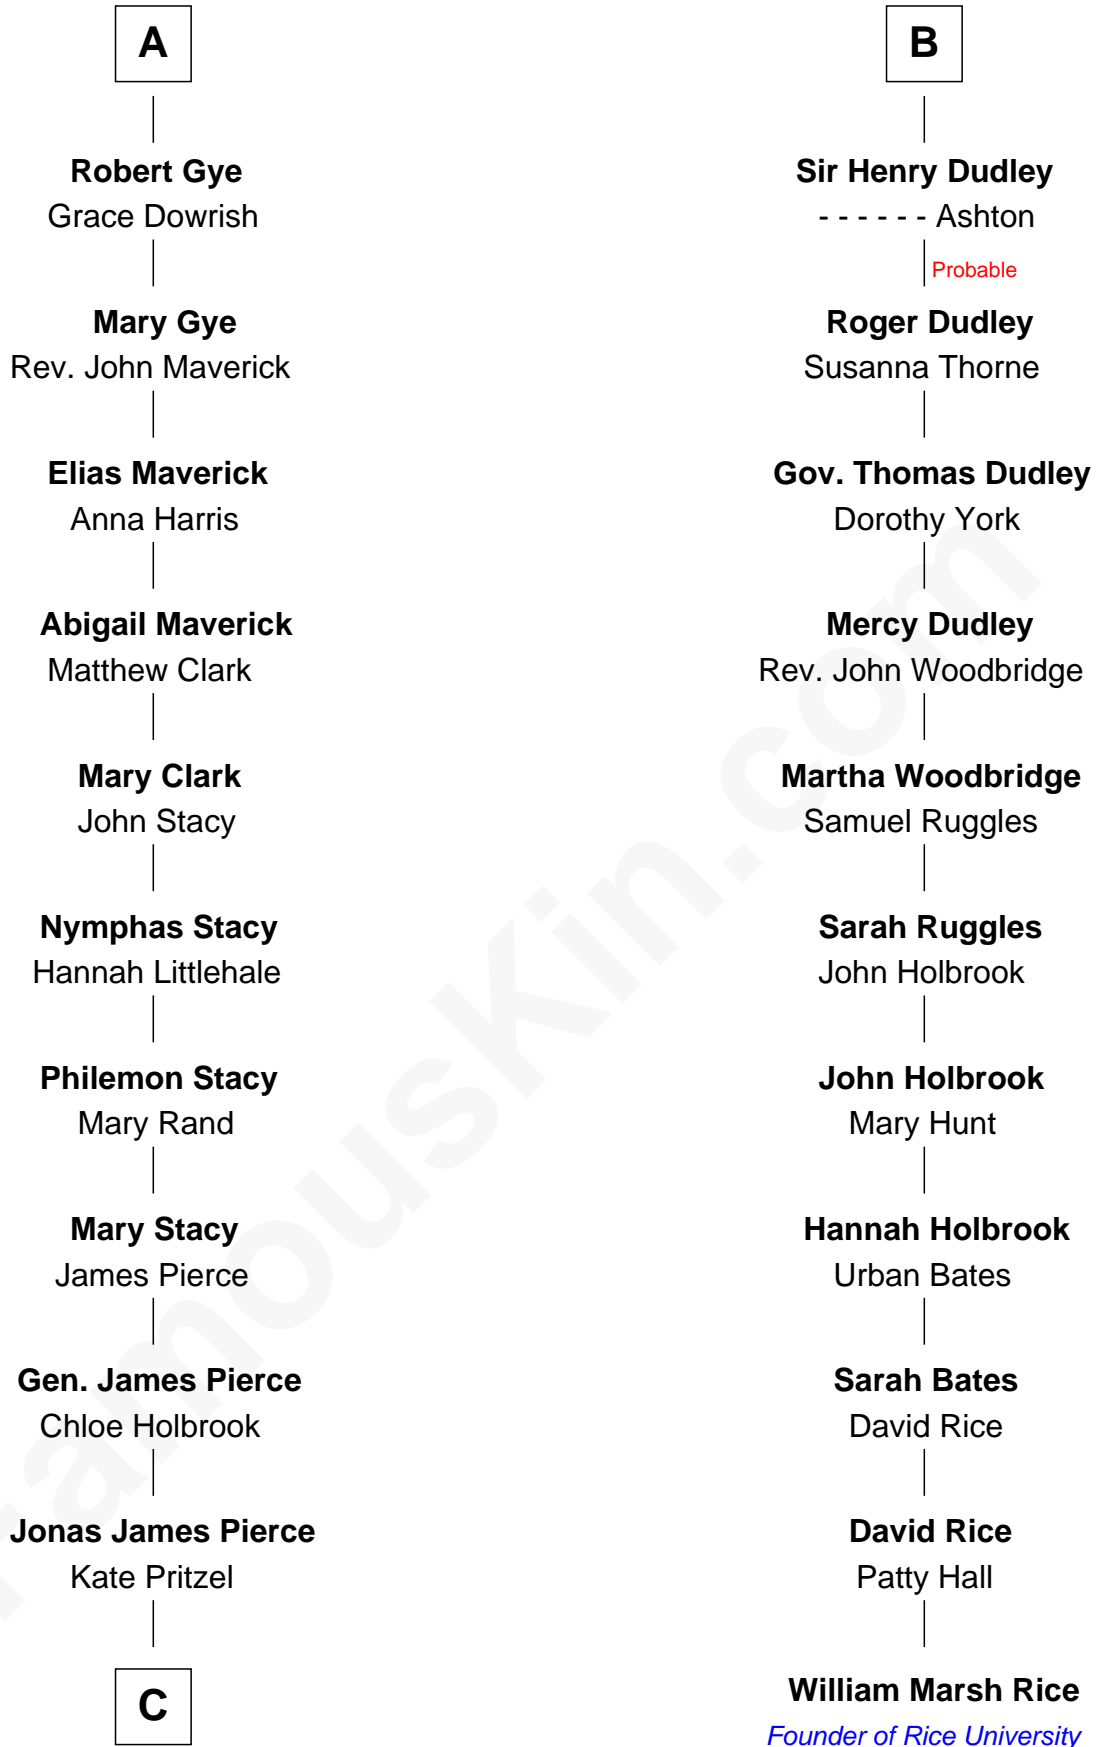 A
Robert Gye
Grace Dowrish
Mary Gye
Rev. John Maverick
Elias Maverick
Anna Harris
Abigail Maverick
Matthew Clark
Mary Clark
John Stacy
Nymphas Stacy
Hannah Littlehale
Philemon Stacy
Mary Rand
Mary Stacy
James Pierce
Gen. James Pierce
Chloe Holbrook
Jonas James Pierce
Kate Pritzel
C
B
Sir Henry Dudley
- - - - - - Ashton
Probable
Roger Dudley
Susanna Thorne
Gov. Thomas Dudley
Dorothy York
Mercy Dudley
Rev. John Woodbridge
Martha Woodbridge
Samuel Ruggles
Sarah Ruggles
John Holbrook
John Holbrook
Mary Hunt
Hannah Holbrook
Urban Bates
Sarah Bates
David Rice
David Rice
Patty Hall
William Marsh Rice
Founder of Rice University
FamousKin.com